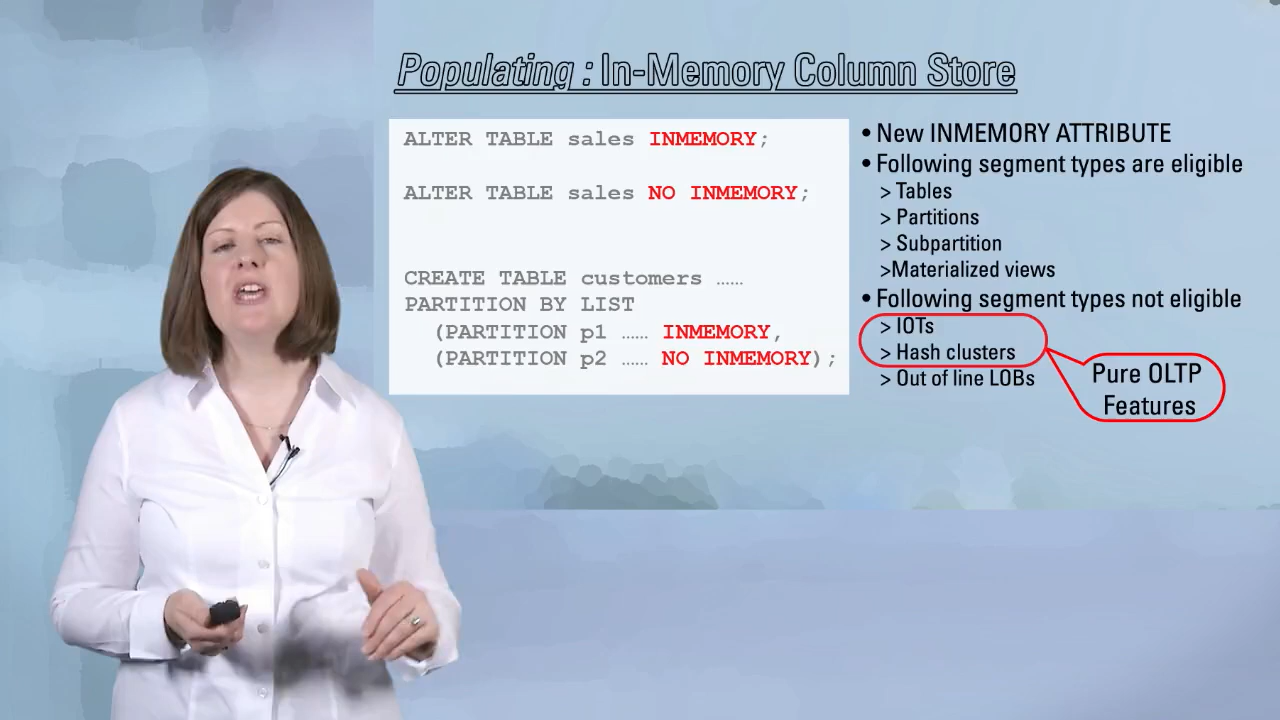 Populating : In-Memory Column Store
ALTER TABLE sales INMEMORY;
ALTER TABLE sales NO INMEMORY;
CREATE TABLE customers ……
PARTITION BY LIST
(PARTITION p1 …… INMEMORY,
(PARTITION p2 …… NO INMEMORY);
• New INMEMORY ATTRIBUTE
• Following segment types are eligible
> Tables
> Partitions
> Subpartition
>Materialized views
• Following segment types not eligible
> IOTs
> Hash clusters
> Out of line LOBs
Pure OLTP
Features